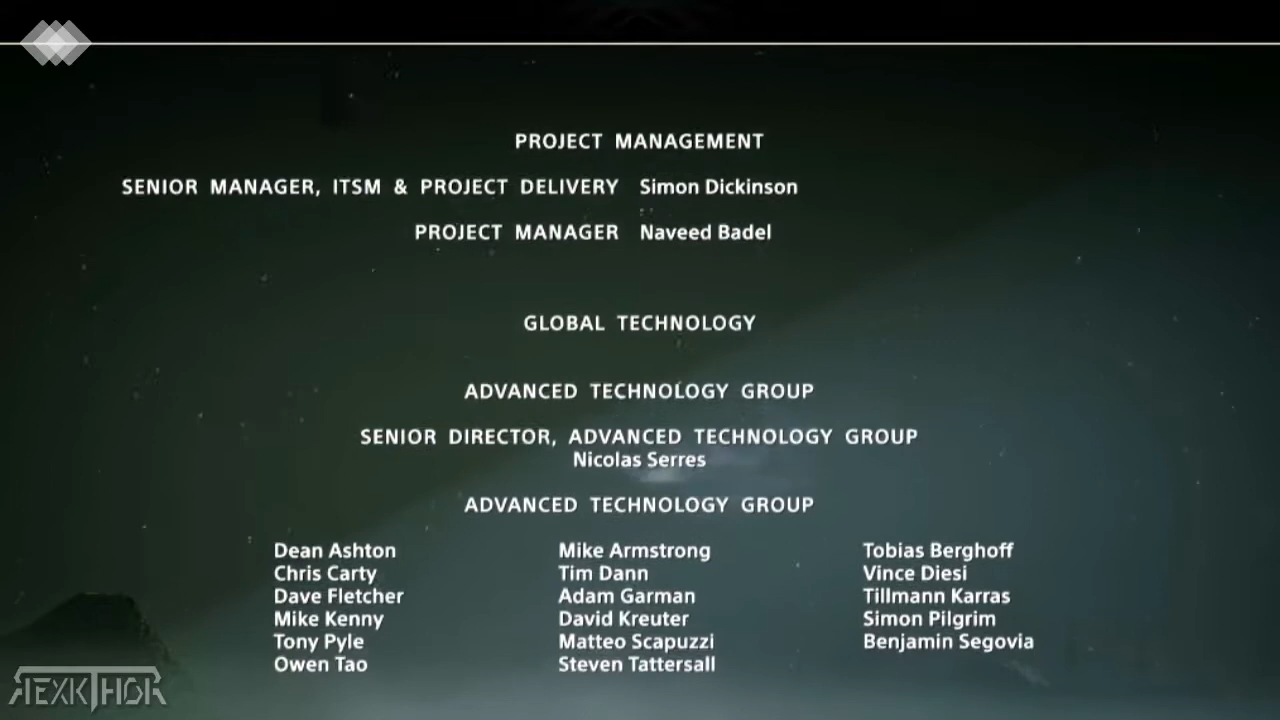 PROJECT MANAGEMENT
SENIOR MANAGER, ITSM & PROJECT DELIVERY Simon Dickinson
PROJECT MANAGER Naveed Badel
GLOBAL TECHNOLOGY
ADVANCED TECHNOLOGY GROUP
SENIOR DIRECTOR, ADVANCED TECHNOLOGY GROUP
Nicolas Serres
ADVANCED TECHNOLOGY GROUP
Dean Ashton Mike Armstrong Tobias Berghoff
Chris Carty Tim Dann Vince Diesi
Dave Fletcher Adam Garman Tillmann Karras
Mike Kenny David Kreuter Simon Pilgrim
Tony Pyle Matteo Scapuzzi Benjamin Segovia
Owen Tao Steven Tattersall